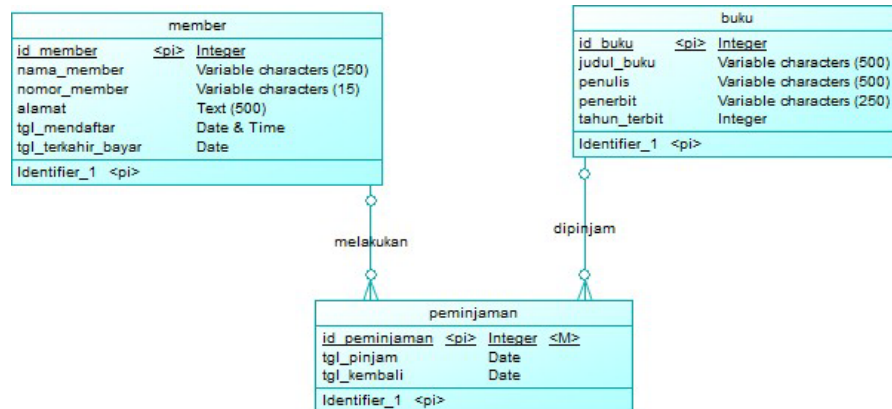 member
id_member <pi> Integer
nama_member Variable characters (250)
nomor_member Variable characters (15)
alamat Text (500)
tgl_mendaftar Date & Time
tgl_terkahir_bayar Date
Identifier_1 <pi>
buku
id_buku <pi> Integer
judul_buku Variable characters (500)
penulis Variable characters (500)
penerbit Variable characters (250)
tahun_terbit Integer
Identifier_1 <pi>
melakukan
dipinjam
peminjaman
id_peminjaman <pi> Integer <M>
tgl_pinjam Date
tgl_kembali Date
Identifier_1 <pi>